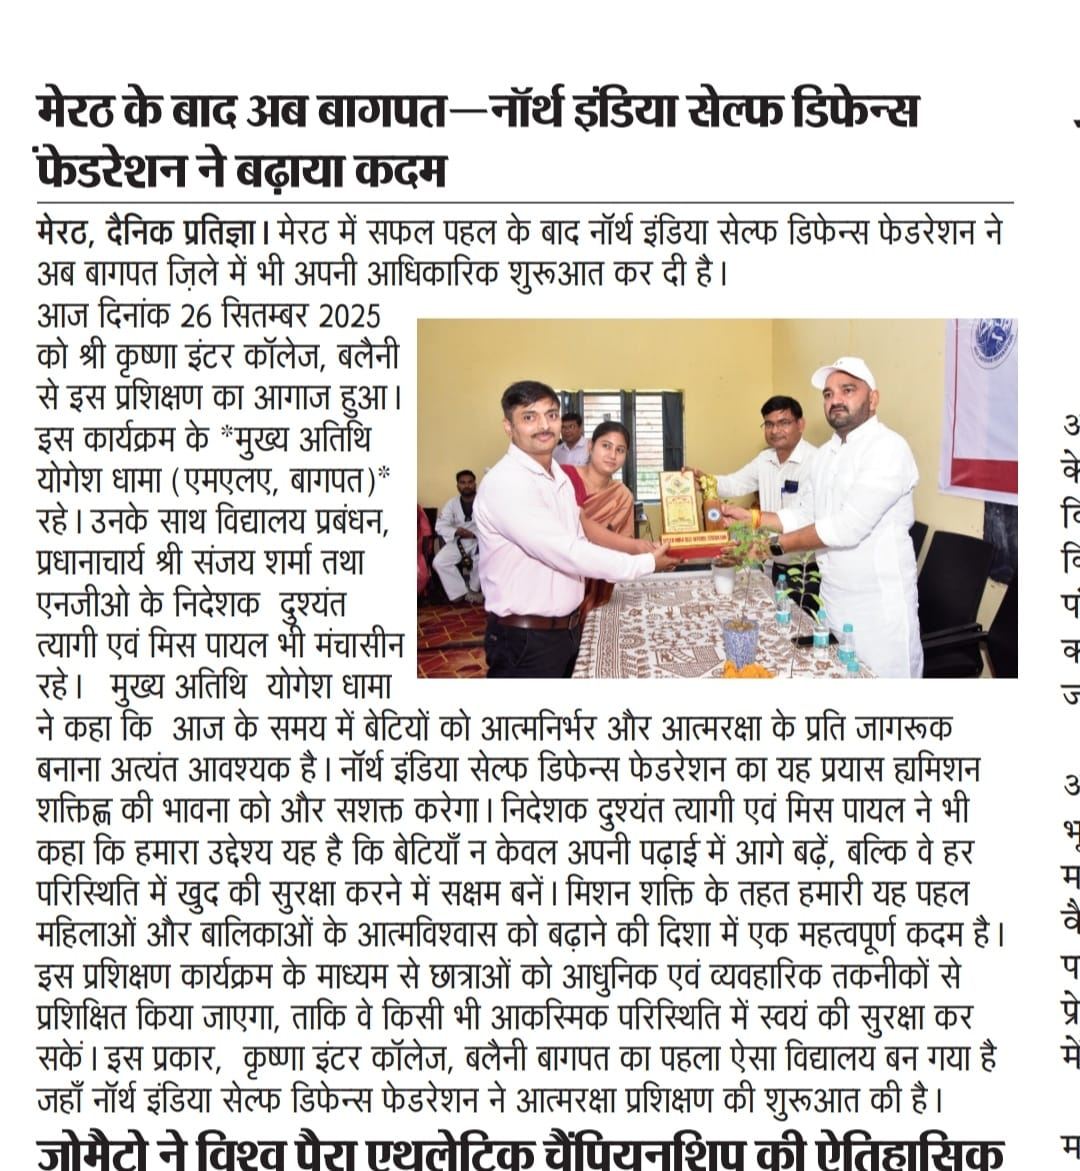 मेरठ के बाद अब बागपत—नॉर्थ इंडिया सेल्फ डिफेन्स
फेडरेशन ने बढ़ाया कदम
मेरठ, दैनिक प्रतिज्ञा। मेरठ में सफल पहल के बाद नॉर्थ इंडिया सेल्फ डिफेन्स फेडरेशन ने
अब बागपत ज़िले में भी अपनी आधिकारिक शुरूआत कर दी है।
आज दिनांक 26 सितम्बर 2025
को श्री कृष्णा इंटर कॉलेज, बलैनी
से इस प्रशिक्षण का आगाज हुआ।
इस कार्यक्रम के *मुख्य अतिथि
योगेश धामा (एमएलए, बागपत)*
रहे। उनके साथ विद्यालय प्रबंधन,
प्रधानाचार्य श्री संजय शर्मा तथा
एनजीओ के निदेशक दुश्यंत
त्यागी एवं मिस पायल भी मंचासीन
रहे। मुख्य अतिथि योगेश धामा
ने कहा कि आज के समय में बेटियों को आत्मनिर्भर और आत्मरक्षा के प्रति जागरूक
बनाना अत्यंत आवश्यक है। नॉर्थ इंडिया सेल्फ डिफेन्स फेडरेशन का यह प्रयास ह्यमिशन
शक्तिह्न की भावना को और सशक्त करेगा। निदेशक दुश्यंत त्यागी एवं मिस पायल ने भी
कहा कि हमारा उद्देश्य यह है कि बेटियाँ न केवल अपनी पढ़ाई में आगे बढ़ें, बल्कि वे हर
परिस्थिति में खुद की सुरक्षा करने में सक्षम बनें। मिशन शक्ति के तहत हमारी यह पहल
महिलाओं और बालिकाओं के आत्मविश्वास को बढ़ाने की दिशा में एक महत्वपूर्ण कदम है।
इस प्रशिक्षण कार्यक्रम के माध्यम से छात्राओं को आधुनिक एवं व्यवहारिक तकनीकों से
प्रशिक्षित किया जाएगा, ताकि वे किसी भी आकस्मिक परिस्थिति में स्वयं की सुरक्षा कर
सकें। इस प्रकार, कृष्णा इंटर कॉलेज, बलैनी बागपत का पहला ऐसा विद्यालय बन गया है
जहाँ नॉर्थ इंडिया सेल्फ डिफेन्स फेडरेशन ने आत्मरक्षा प्रशिक्षण की शुरूआत की है।
जोमैटो ने विश्व पैरा एथलेटिक चैंपियनशिप की ऐतिहासिक